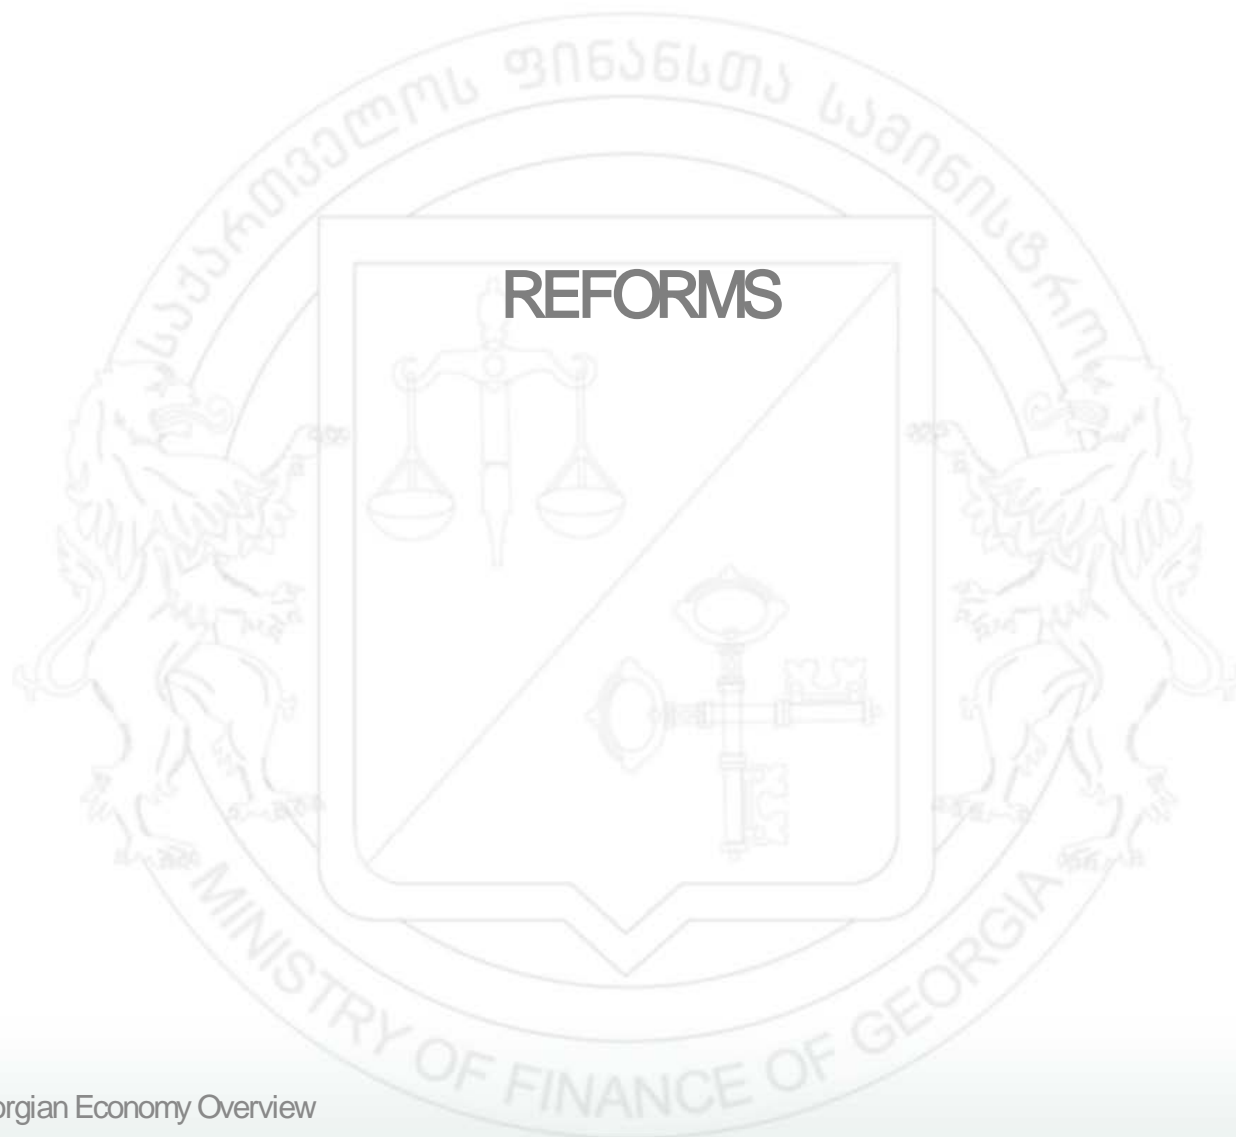 საქართველოს ფინანსთა სამინისტრო
REFORMS
MINISTRY OF FINANCE OF GEORGIA
orgian Economy Overview